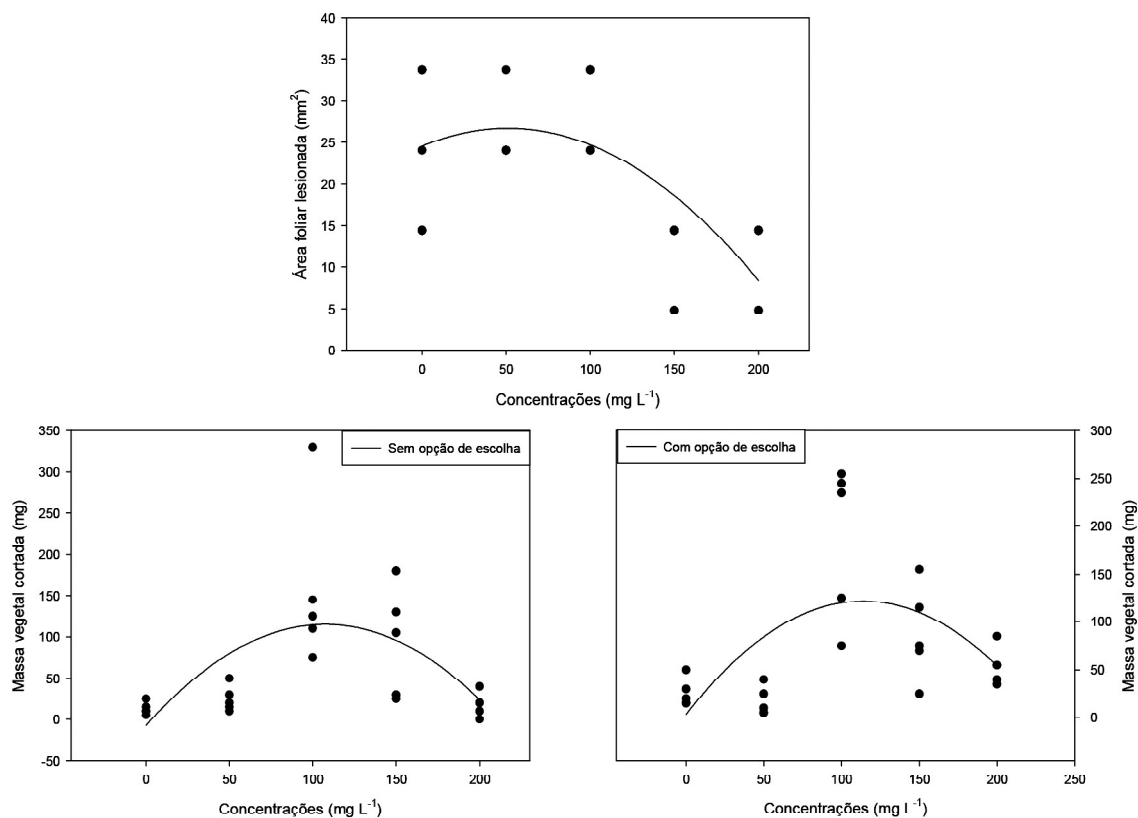 40
35
30
25
20
15
10
5
0
Área foliar lesionada (mm²)
0 50 100 150 200
Concentrações (mg L⁻¹)
350
300
250
200
150
100
50
0
-50
Massa vegetal cortada (mg)
Sem opção de escolha
0 50 100 150 200
Concentrações (mg L⁻¹)
Com opção de escolha
300
250
200
150
100
50
0
Massa vegetal cortada (mg)
0 50 100 150 200 250
Concentrações (mg L⁻¹)